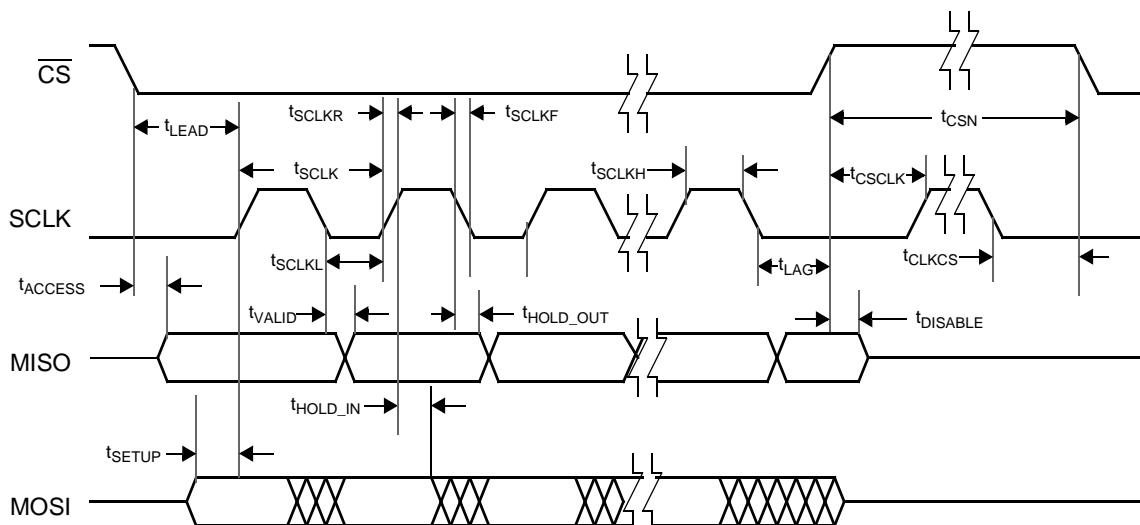 CS
tLEAD
tSCLKR
tSCLKF
tCSN
tSCLK
tSCLKH
tCSCLK
SCLK
tSCLKL
tLAG
tCLKCS
tACCESS
tVALID
tHOLD_OUT
tDISABLE
MISO
tHOLD_IN
tSETUP
MOSI